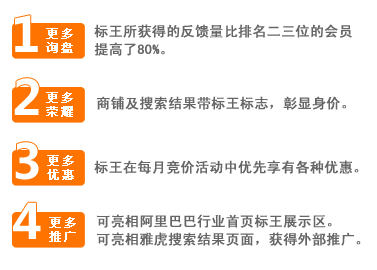 1 更多询盘
标王所获得的反馈量比排名二三位的会员
提高了80%。
2 更多荣耀
商铺及搜索结果带标王标志，彰显身价。
3 更多优惠
标王在每月竞价活动中优先享有各种优惠。
4 更多推广
可亮相阿里巴巴行业首页标王展示区。
可亮相雅虎搜索结果页面，获得外部推广。